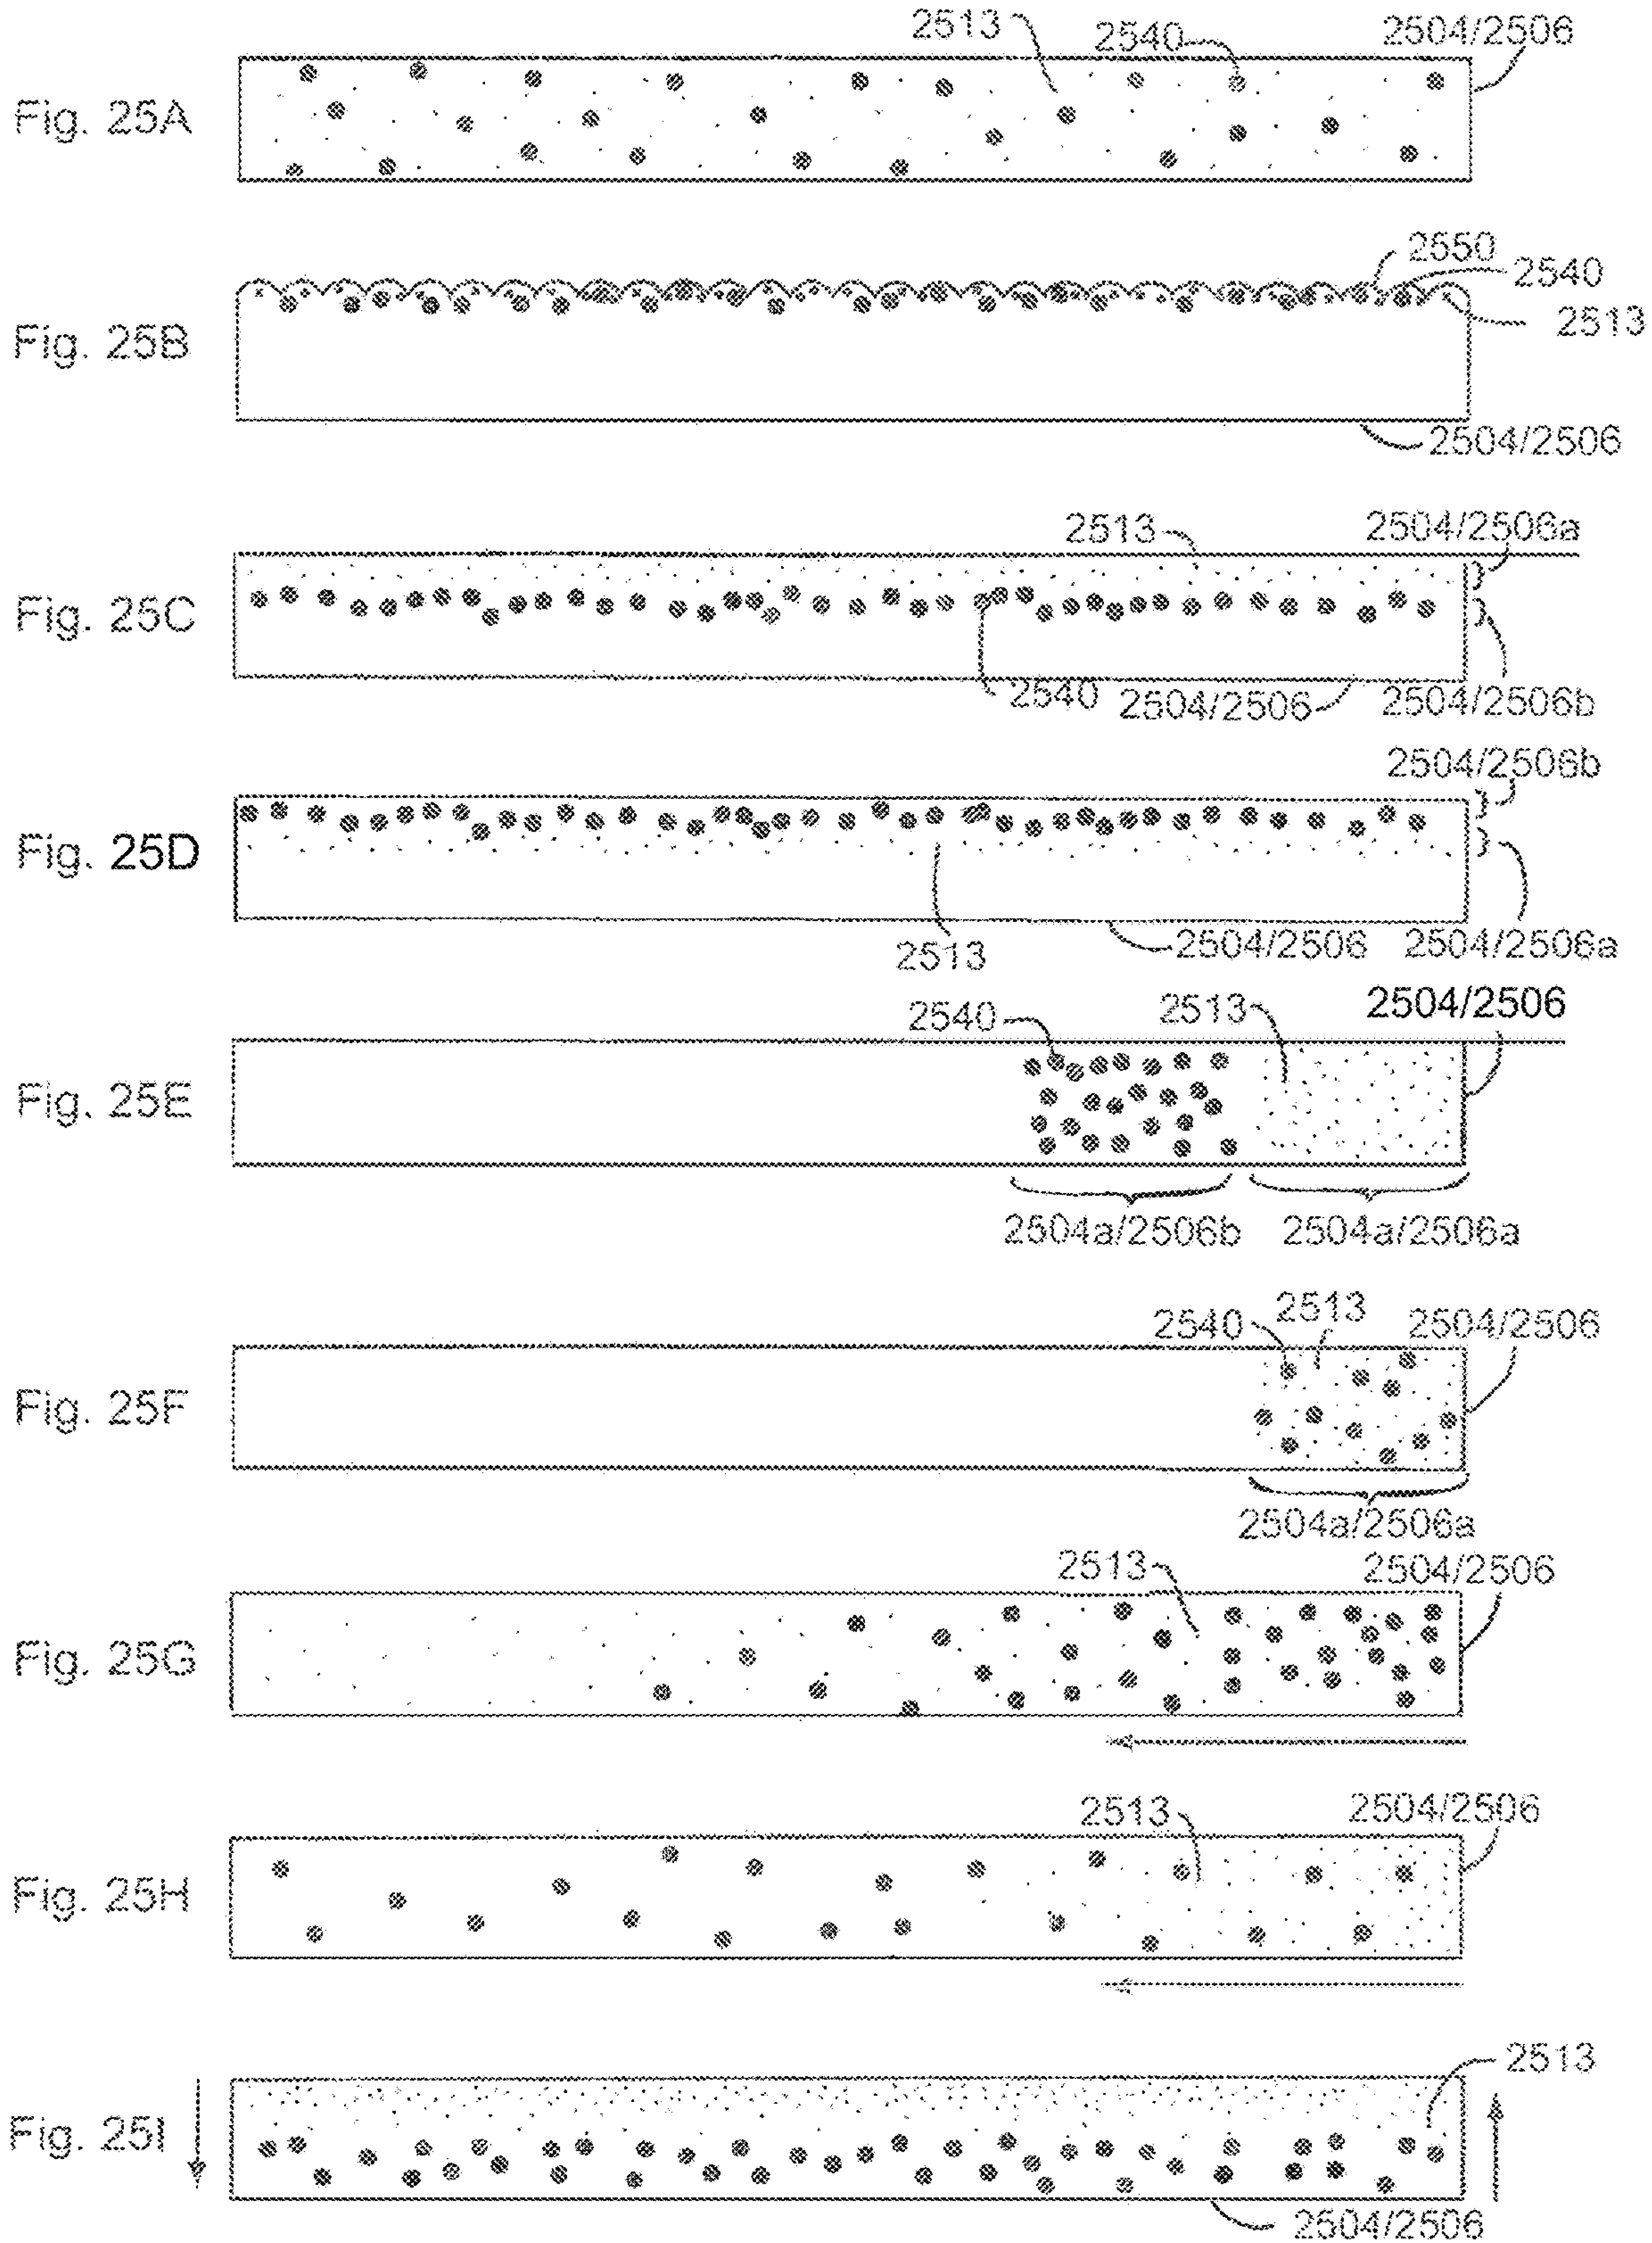 2513 2540 2504/2506
Fig. 25A
2550
2540
2513
Fig. 25B
2504/2506
2513 2504/2506a
Fig. 25C
2540 2504/2506 2504/2506b
2504/2506b
Fig. 25D
2513 2504/2506 2504/2506a
2540 2513 2504/2506
Fig. 25E
2504a/2506b 2504a/2506a
2540 2513 2504/2506
Fig. 25F
2504a/2506a
2513 2504/2506
Fig. 25G
2513 2504/2506
Fig. 25H
2513
Fig. 25I
2504/2506